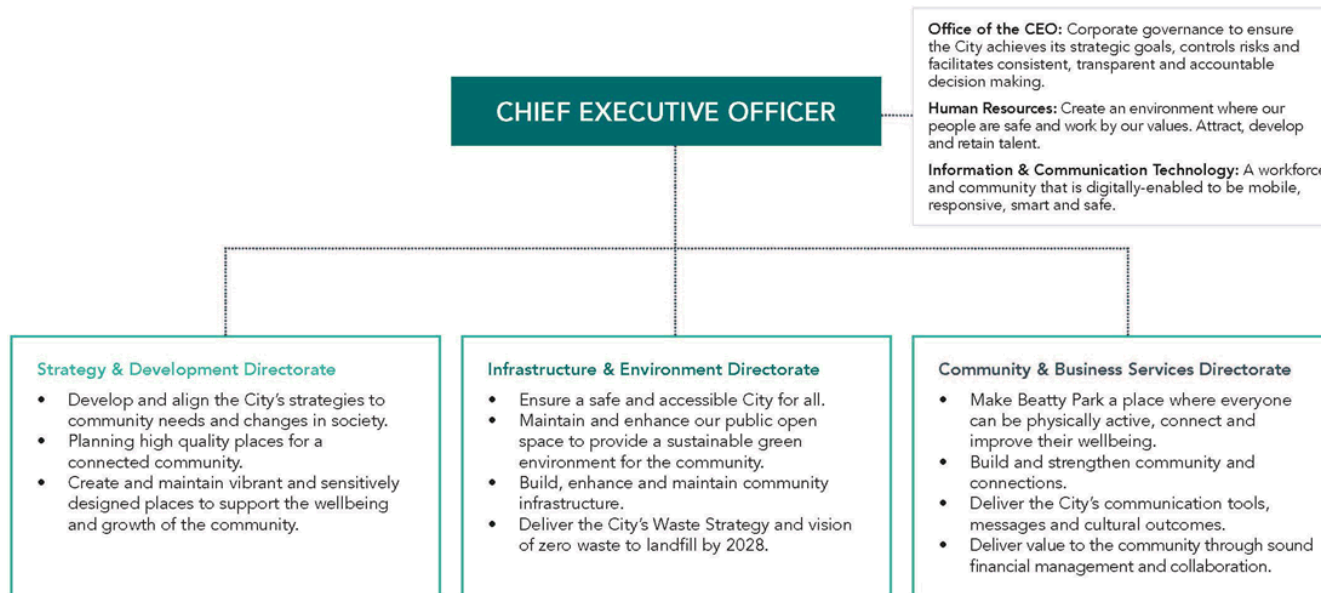 CHIEF EXECUTIVE OFFICER
Office of the CEO: Corporate governance to ensure
the City achieves its strategic goals, controls risks and
facilitates consistent, transparent and accountable
decision making.
Human Resources: Create an environment where our
people are safe and work by our values. Attract, develop
and retain talent.
Information & Communication Technology: A workforce
and community that is digitally-enabled to be mobile,
responsive, smart and safe.
Strategy & Development Directorate
• Develop and align the City's strategies to
community needs and changes in society.
• Planning high quality places for a
connected community.
• Create and maintain vibrant and sensitively
designed places to support the wellbeing
and growth of the community.
Infrastructure & Environment Directorate
• Ensure a safe and accessible City for all.
• Maintain and enhance our public open
space to provide a sustainable green
environment for the community.
• Build, enhance and maintain community
infrastructure.
• Deliver the City's Waste Strategy and vision
of zero waste to landfill by 2028.
Community & Business Services Directorate
• Make Beatty Park a place where everyone
can be physically active, connect and
improve their wellbeing.
• Build and strengthen community and
connections.
• Deliver the City's communication tools,
messages and cultural outcomes.
• Deliver value to the community through sound
financial management and collaboration.